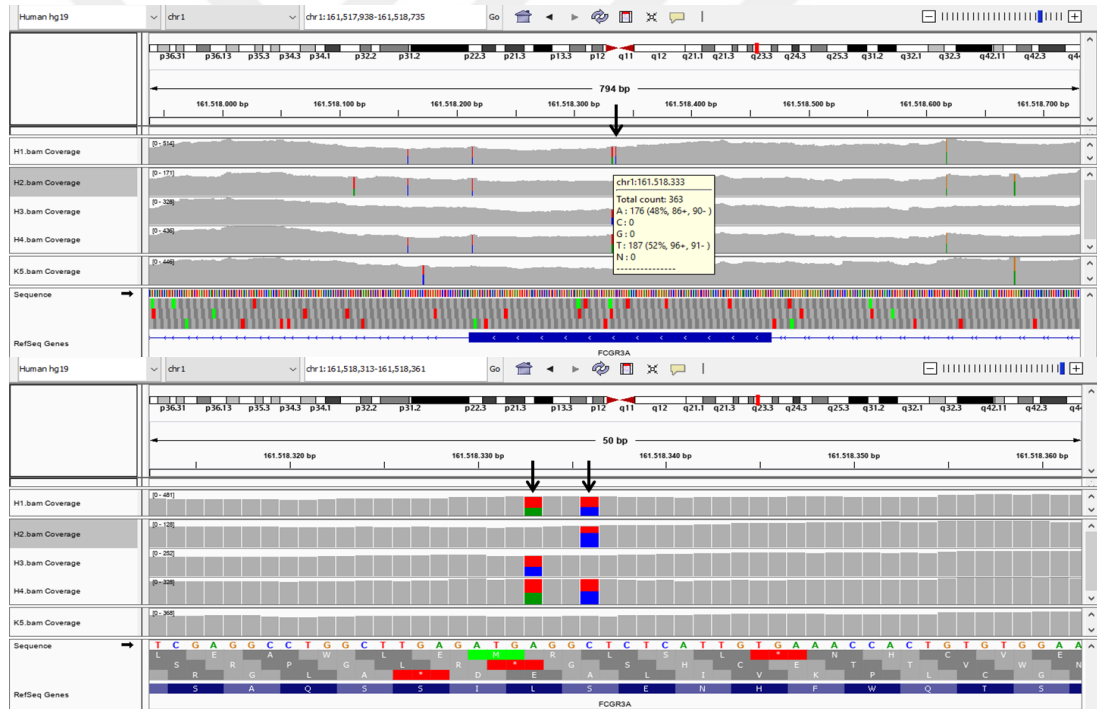 Human hg19 chr1 chr1:161,517,938-161,518,735 Go
p36.31 p36.13 p35.3 p34.3 p34.1 p32.2 p31.2 p22.3 p21.3 p13.3 p12 q11 q12 q21.1 q21.3 q23.3 q24.3 q25.3 q31.2 q32.1 q32.3 q42.11 q42.3 q4
794 bp
161.518.000 bp 161.518.100 bp 161.518.200 bp 161.518.300 bp 161.518.400 bp 161.518.500 bp 161.518.600 bp 161.518.700 bp
H1.bam Coverage [0 - 514]
H2.bam Coverage [0 - 171]
H3.bam Coverage [0 - 328]
H4.bam Coverage [0 - 436]
K5.bam Coverage [0 - 446]
chr1:161.518.333
Total count: 363
A : 176 (48%, 86+, 90- )
C : 0
G : 0
T : 187 (52%, 96+, 91- )
N : 0
---------------
Sequence
RefSeq Genes
FCGR3A
Human hg19 chr1 chr1:161,518,313-161,518,361 Go
p36.31 p36.13 p35.3 p34.3 p34.1 p32.2 p31.2 p22.3 p21.3 p13.3 p12 q11 q12 q21.1 q21.3 q23.3 q24.3 q25.3 q31.2 q32.1 q32.3 q42.11 q42.3 q4
50 bp
161.518.320 bp 161.518.330 bp 161.518.340 bp 161.518.350 bp 161.518.360 bp
H1.bam Coverage [0 - 481]
H2.bam Coverage [0 - 128]
H3.bam Coverage [0 - 252]
H4.bam Coverage [0 - 328]
K5.bam Coverage [0 - 368]
Sequence T C G A G G C C T G G C T T G A G A T G A G G C T C T C A T T G T G A A A C C A C T G T G T G G A A
L E A W L E M R L S L * N H C V E
S R P G L R * G S H C E T T V W N
R G L A * D E A L I V K P L C G
RefSeq Genes S A Q S S I L S E N H F W Q T S
FCGR3A